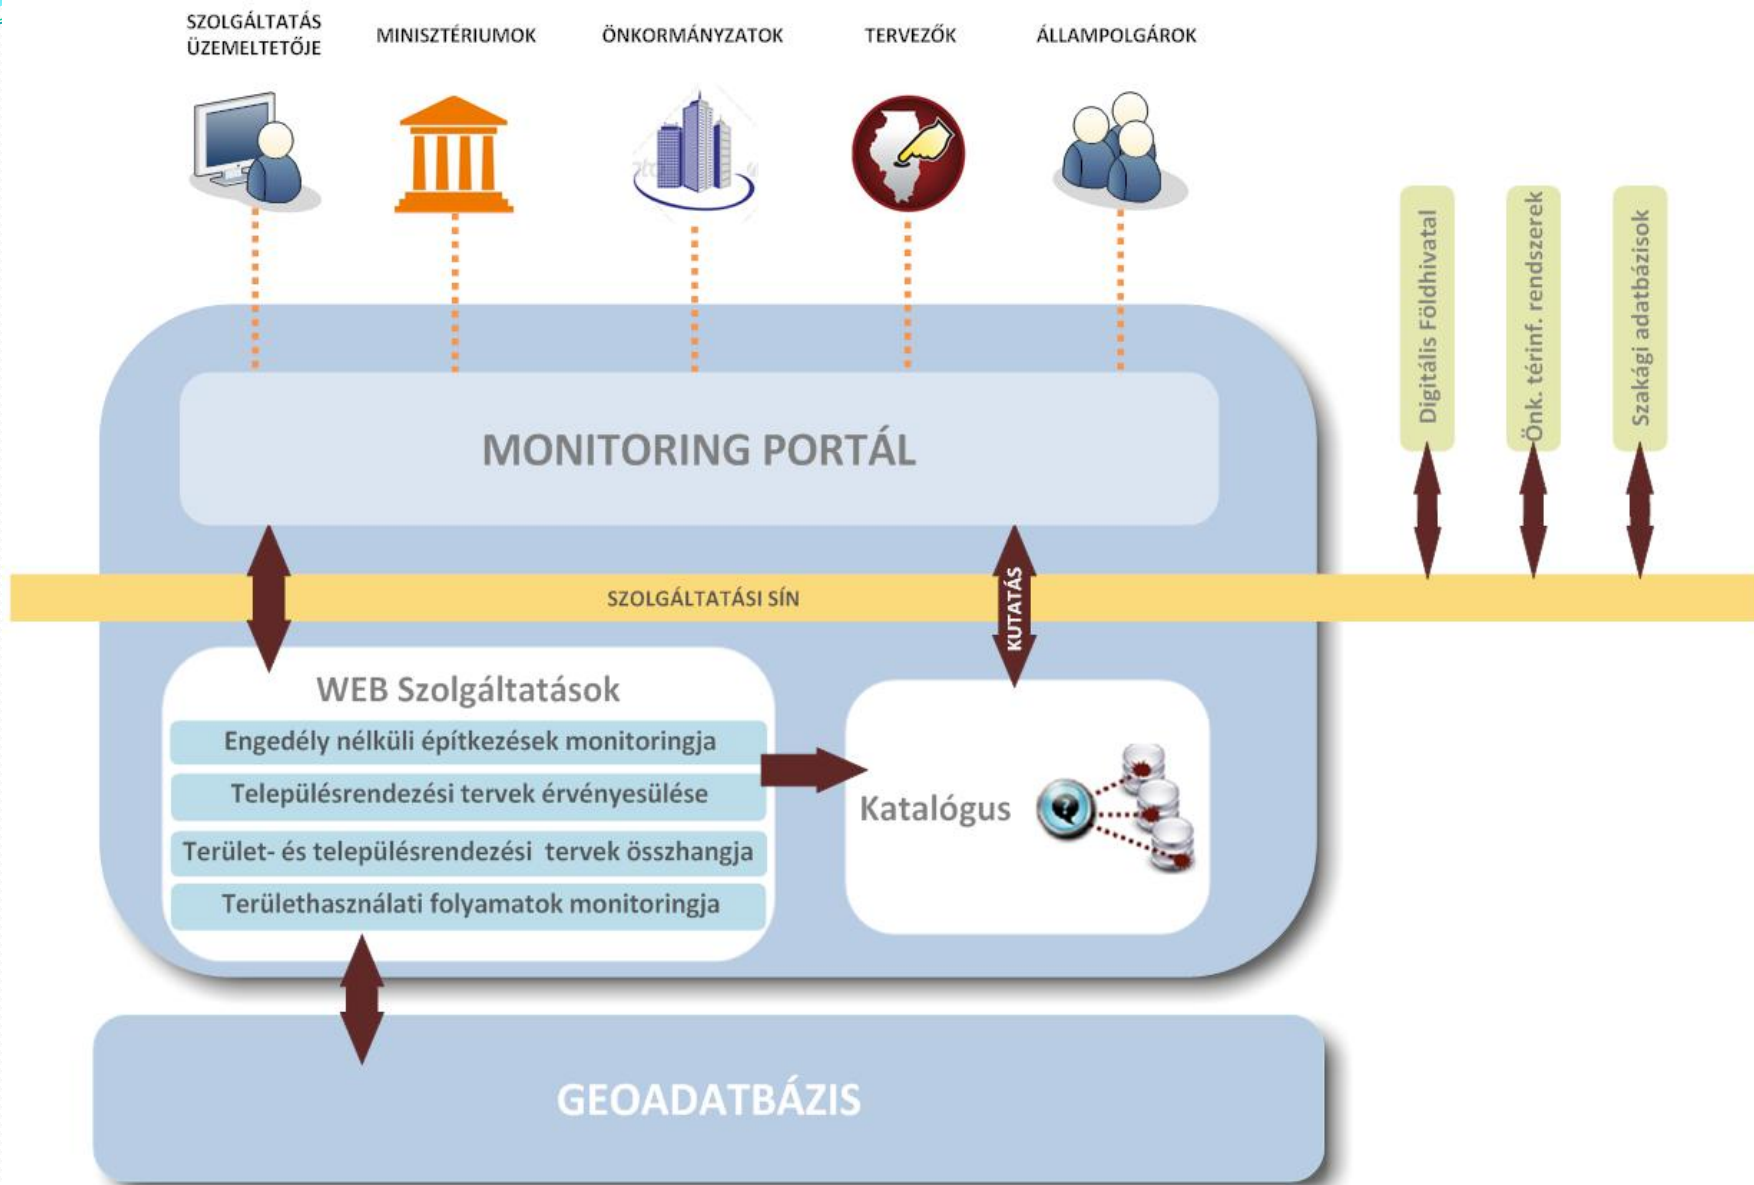 SZOLGÁLTATÁS
ÜZEMELTETŐJE
MINISZTÉRIUMOK
ÖNKORMÁNYZATOK
TERVEZŐK
ÁLLAMPOLGÁROK
Digitális Földhivatal
Önk. térinf. rendszerek
Szakági adatbázisok
MONITORING PORTÁL
SZOLGÁLTATÁSI SÍN
KUTATÁS
WEB Szolgáltatások
Engedély nélküli építkezések monitoringja
Településrendezési tervek érvényesülése
Terület- és településrendezési tervek összhangja
Területhasználati folyamatok monitoringja
Katalógus
?
GEOADATBÁZIS